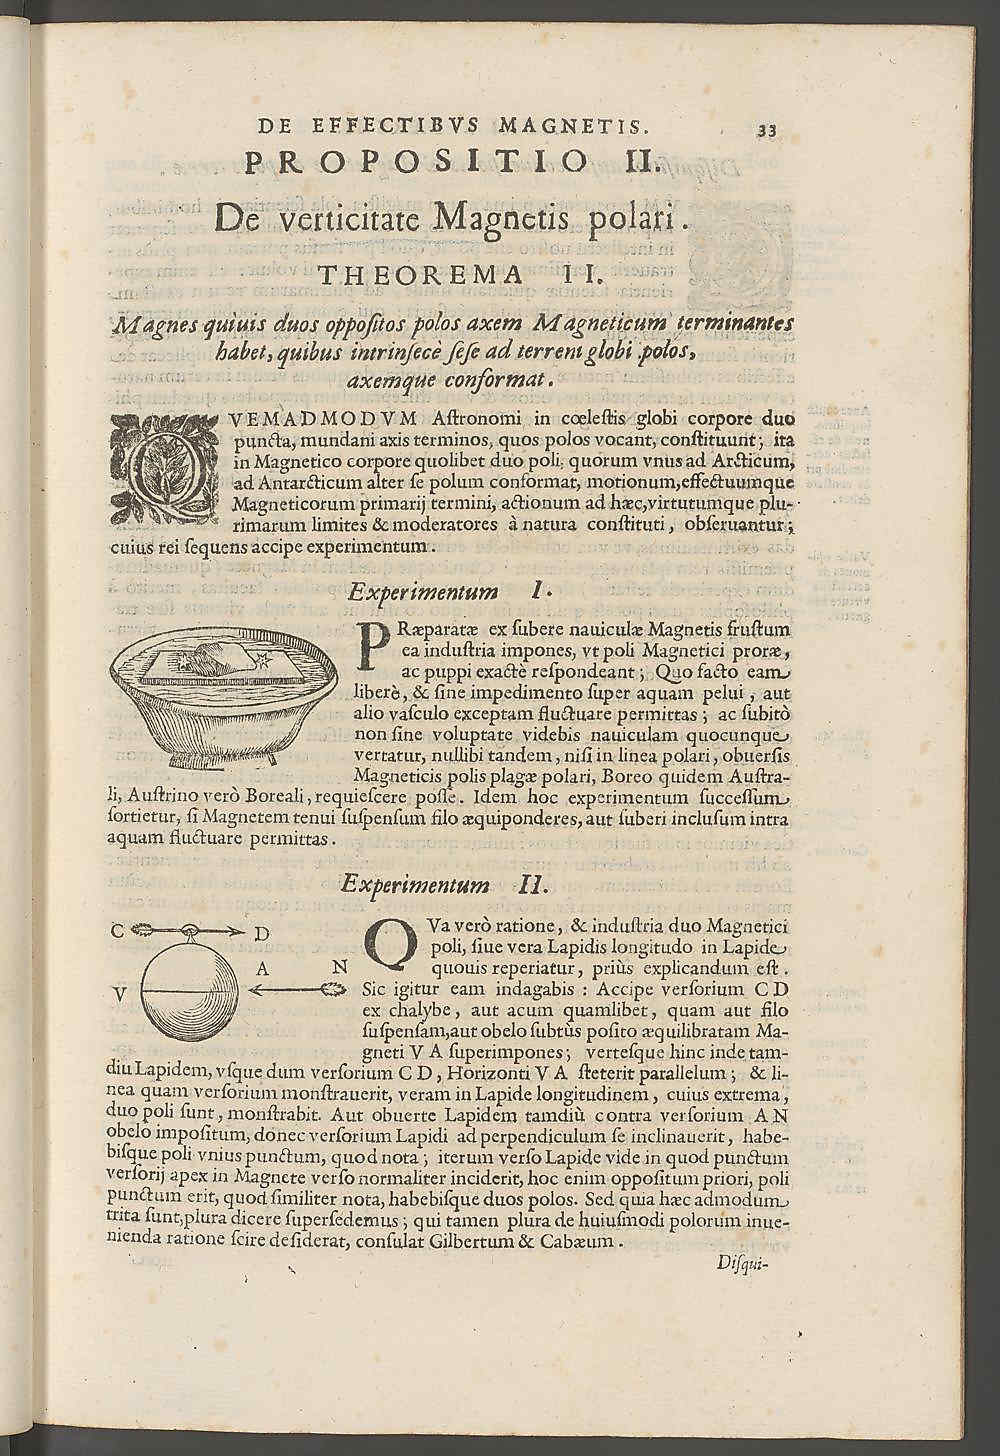 DE EFFECTIBVS MAGNETIS. 33
PROPOSITIO II.
De verticitate Magnetis polari.
THEOREMA II.
Magnes quiuis duos oppoſitos polos axem Magneticum terminantes
habet, quibus intrinſecè ſeſe ad terreni globi polos,
axemque conformat.
QVEMADMODVM Aſtronomi in cœleſtis globi corpore duo
puncta, mundani axis terminos, quos polos vocant, conſtituunt; ita
in Magnetico corpore quolibet duo poli, quorum vnus ad Arcticum,
ad Antarcticum alter ſe polum conformat, motionum, effectuumque
Magneticorum primarij termini, actionum ad hæc, virtutumque plu-
rimarum limites & moderatores à natura conſtituti, obſeruantur;
cuius rei ſequens accipe experimentum.
Experimentum I.
PRæparatæ ex ſubere nauiculæ Magnetis fruſtum
ea induſtria impones, vt poli Magnetici proræ,
ac puppi exactè reſpondeant; Quo facto eam
liberè, & ſine impedimento ſuper aquam pelui, aut
alio vaſculo exceptam fluctuare permittas; ac ſubitò
non ſine voluptate videbis nauiculam quocunque
vertatur, nullibi tandem, niſi in linea polari, obuerſis
Magneticis polis plagæ polari, Boreo quidem Auſtra-
li, Auſtrino verò Boreali, requieſcere poſſe. Idem hoc experimentum ſucceſſum
ſortietur, ſi Magnetem tenui ſuſpenſum filo æquiponderes, aut ſuberi incluſum intra
aquam fluctuare permittas.
Experimentum II.
C D
A N
V
QVa verò ratione, & induſtria duo Magnetici
poli, ſiue vera Lapidis longitudo in Lapide
quouis reperiatur, priùs explicandum eſt.
Sic igitur eam indagabis: Accipe verſorium C D
ex chalybe, aut acum quamlibet, quam aut filo
ſuſpenſam, aut obelo ſubtùs poſito æquilibratam Ma-
gneti V A ſuperimpones; verteſque hinc inde tam-
diu Lapidem, vſque dum verſorium C D, Horizonti V A ſteterit parallelum; & li-
nea quam verſorium monſtrauerit, veram in Lapide longitudinem, cuius extrema,
duo poli ſunt, monſtrabit. Aut obuerte Lapidem tamdiù contra verſorium A N
obelo impoſitum, donec verſorium Lapidi ad perpendiculum ſe inclinauerit, habe-
biſque poli vnius punctum, quod nota; iterum verſo Lapide vide in quod punctum
verſorij apex in Magnete verſo normaliter inciderit, hoc enim oppoſitum priori, poli
punctum erit, quod ſimiliter nota, habebiſque duos polos. Sed quia hæc admodum
trita ſunt, plura dicere ſuperſedemus; qui tamen plura de huiuſmodi polorum inue-
nienda ratione ſcire deſiderat, conſulat Gilbertum & Cabæum.
Diſqui-